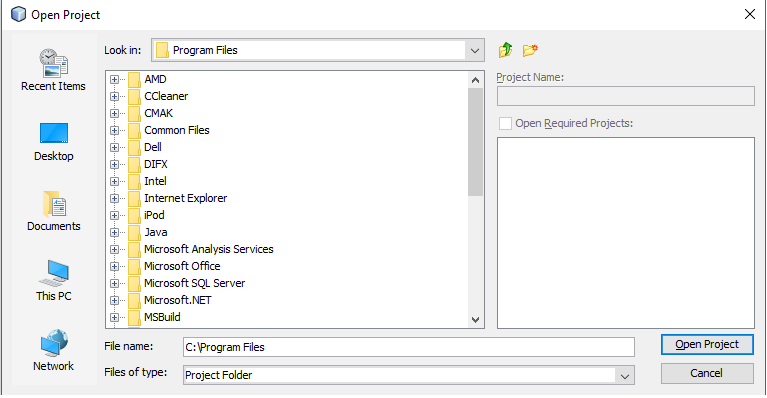 Open Project
Look in:
Program Files
Recent Items
Desktop
Documents
This PC
Network
AMD
CCleaner
CMAK
Common Files
Dell
DIFX
Intel
Internet Explorer
iPod
Java
Microsoft Analysis Services
Microsoft Office
Microsoft SQL Server
Microsoft.NET
MSBuild
Project Name:
Open Required Projects:
File name:
C:\Program Files
Open Project
Files of type:
Project Folder
Cancel